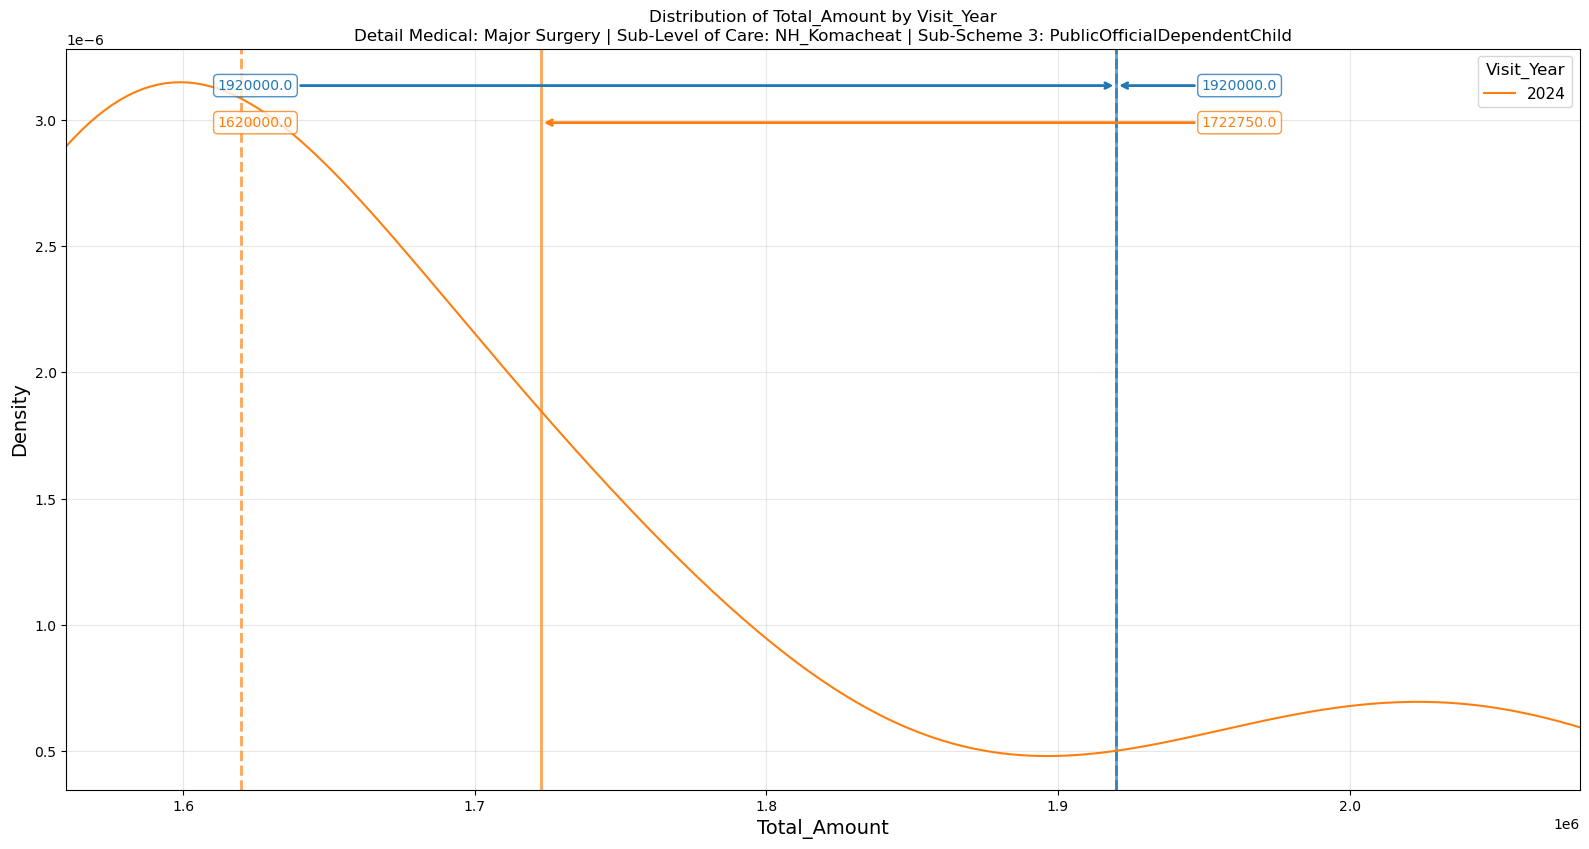 Distribution of Total_Amount by Visit_Year
Detail Medical: Major Surgery | Sub-Level of Care: NH_Komacheat | Sub-Scheme 3: PublicOfficialDependentChild
1e−6
Visit_Year
2024
1920000.0
1920000.0
1620000.0
1722750.0
3.0
2.5
2.0
1.5
1.0
0.5
Density
1.6
1.7
1.8
1.9
2.0
Total_Amount
1e6